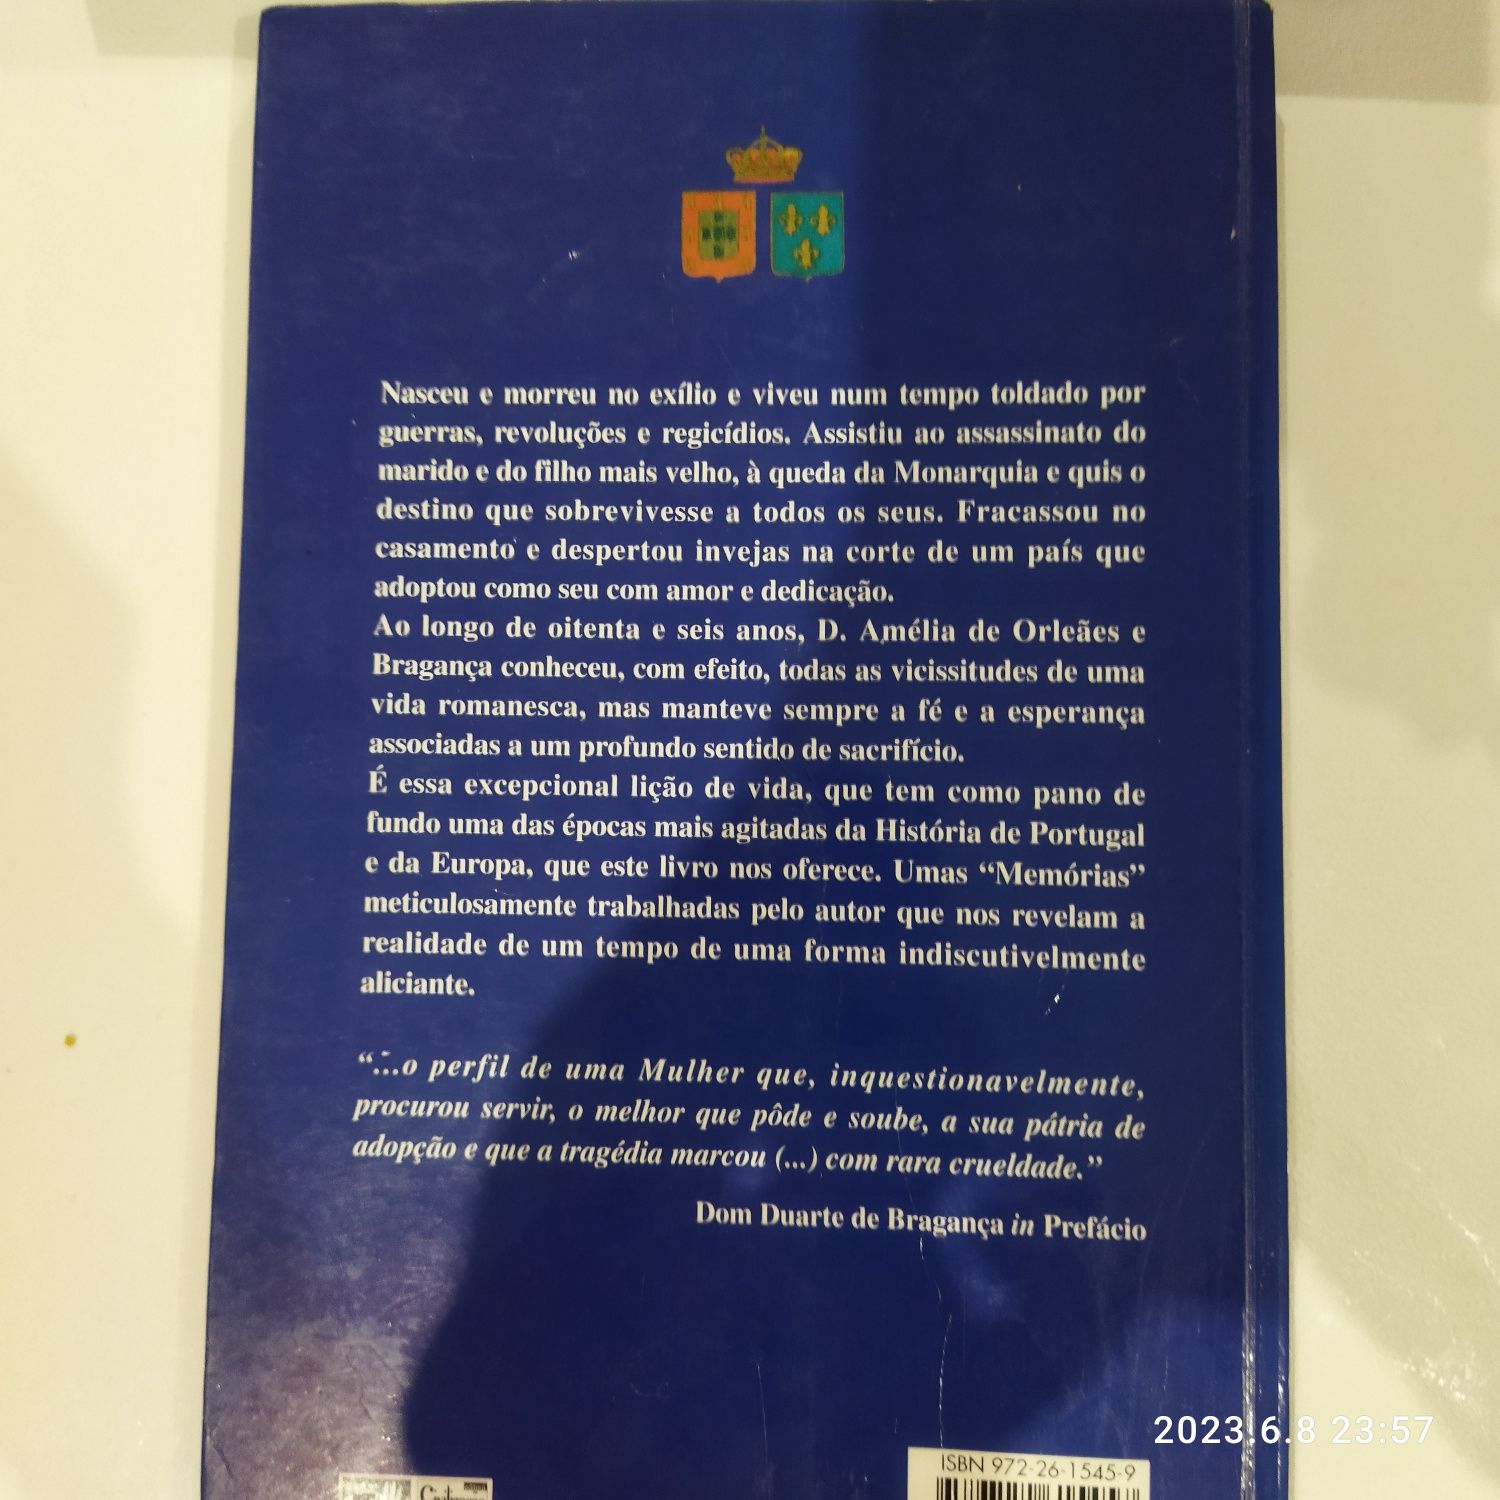 Nasceu e morreu no exílio e viveu num tempo toldado por
guerras, revoluções e regicídios. Assistiu ao assassinato do
marido e do filho mais velho, à queda da Monarquia e quis o
destino que sobrevivesse a todos os seus. Fracassou no
casamento e despertou invejas na corte de um país que
adoptou como seu com amor e dedicação.
Ao longo de oitenta e seis anos, D. Amélia de Orleães e
Bragança conheceu, com efeito, todas as vicissitudes de uma
vida romanesca, mas manteve sempre a fé e a esperança
associadas a um profundo sentido de sacrifício.
É essa excepcional lição de vida, que tem como pano de
fundo uma das épocas mais agitadas da História de Portugal
e da Europa, que este livro nos oferece. Umas “Memórias”
meticulosamente trabalhadas pelo autor que nos revelam a
realidade de um tempo de uma forma indiscutivelmente
aliciante.
“...o perfil de uma Mulher que, inquestionavelmente,
procurou servir, o melhor que pôde e soube, a sua pátria de
adopção e que a tragédia marcou (...) com rara crueldade.”
Dom Duarte de Bragança in Prefácio
2023.6.8 23:57
ISBN 972-26-1545-9